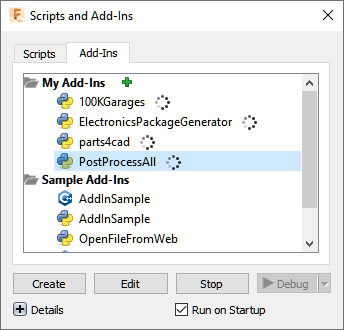 Scripts and Add-Ins
Scripts Add-Ins
My Add-Ins
100KGarages
ElectronicsPackageGenerator
parts4cad
PostProcessAll
Sample Add-Ins
AddInSample
AddInSample
OpenFileFromWeb
Create Edit Stop Debug
Details Run on Startup